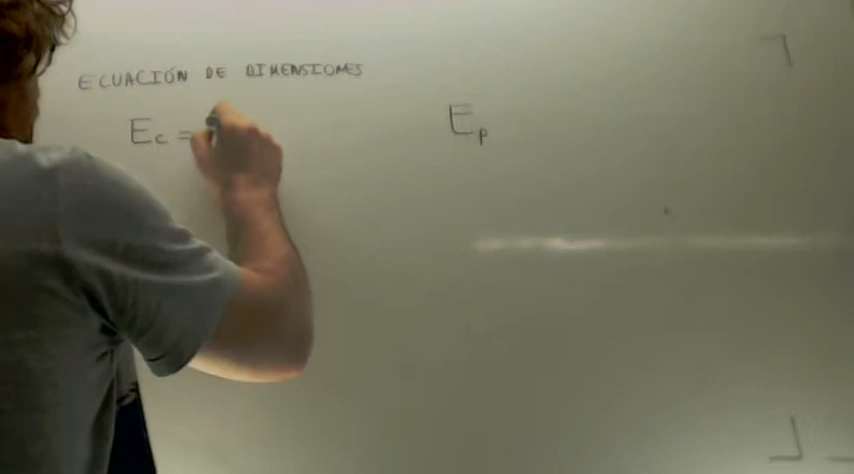 ECUACIÓN DE DIMENSIONES
Ec =
Ep